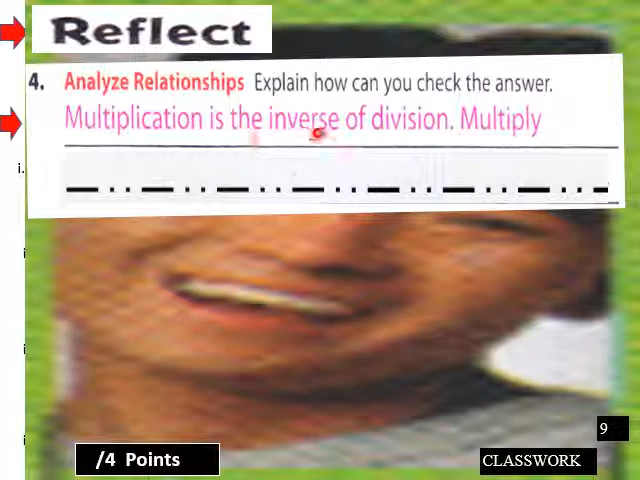 Reflect
4. Analyze Relationships Explain how can you check the answer.
Multiplication is the inverse of division. Multiply
i.
i
i
i
9
/4 Points
CLASSWORK